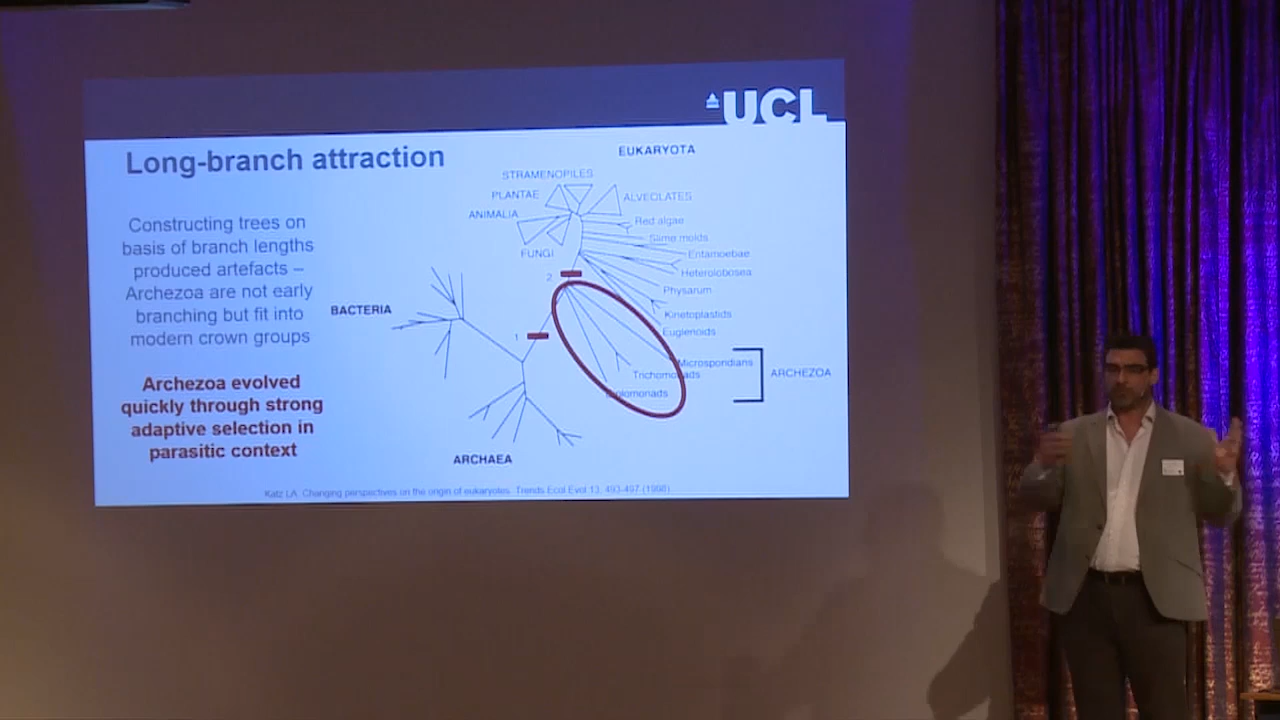 UCL
Long-branch attraction
Constructing trees on
basis of branch lengths
produced artefacts –
Archezoa are not early
branching but fit into
modern crown groups
Archezoa evolved
quickly through strong
adaptive selection in
parasitic context
EUKARYOTA
STRAMENOPILES
PLANTAE
ALVEOLATES
ANIMALIA
Red algae
Slime molds
FUNGI
Entamoebae
Heterolobosea
2
Physarum
BACTERIA
Kinetoplastids
Euglenoids
1
Microsporidians
Trichomonads
ARCHEZOA
Diplomonads
ARCHAEA
Katz LA. Changing perspectives on the origin of eukaryotes. Trends Ecol Evol 13, 493-497 (1998)